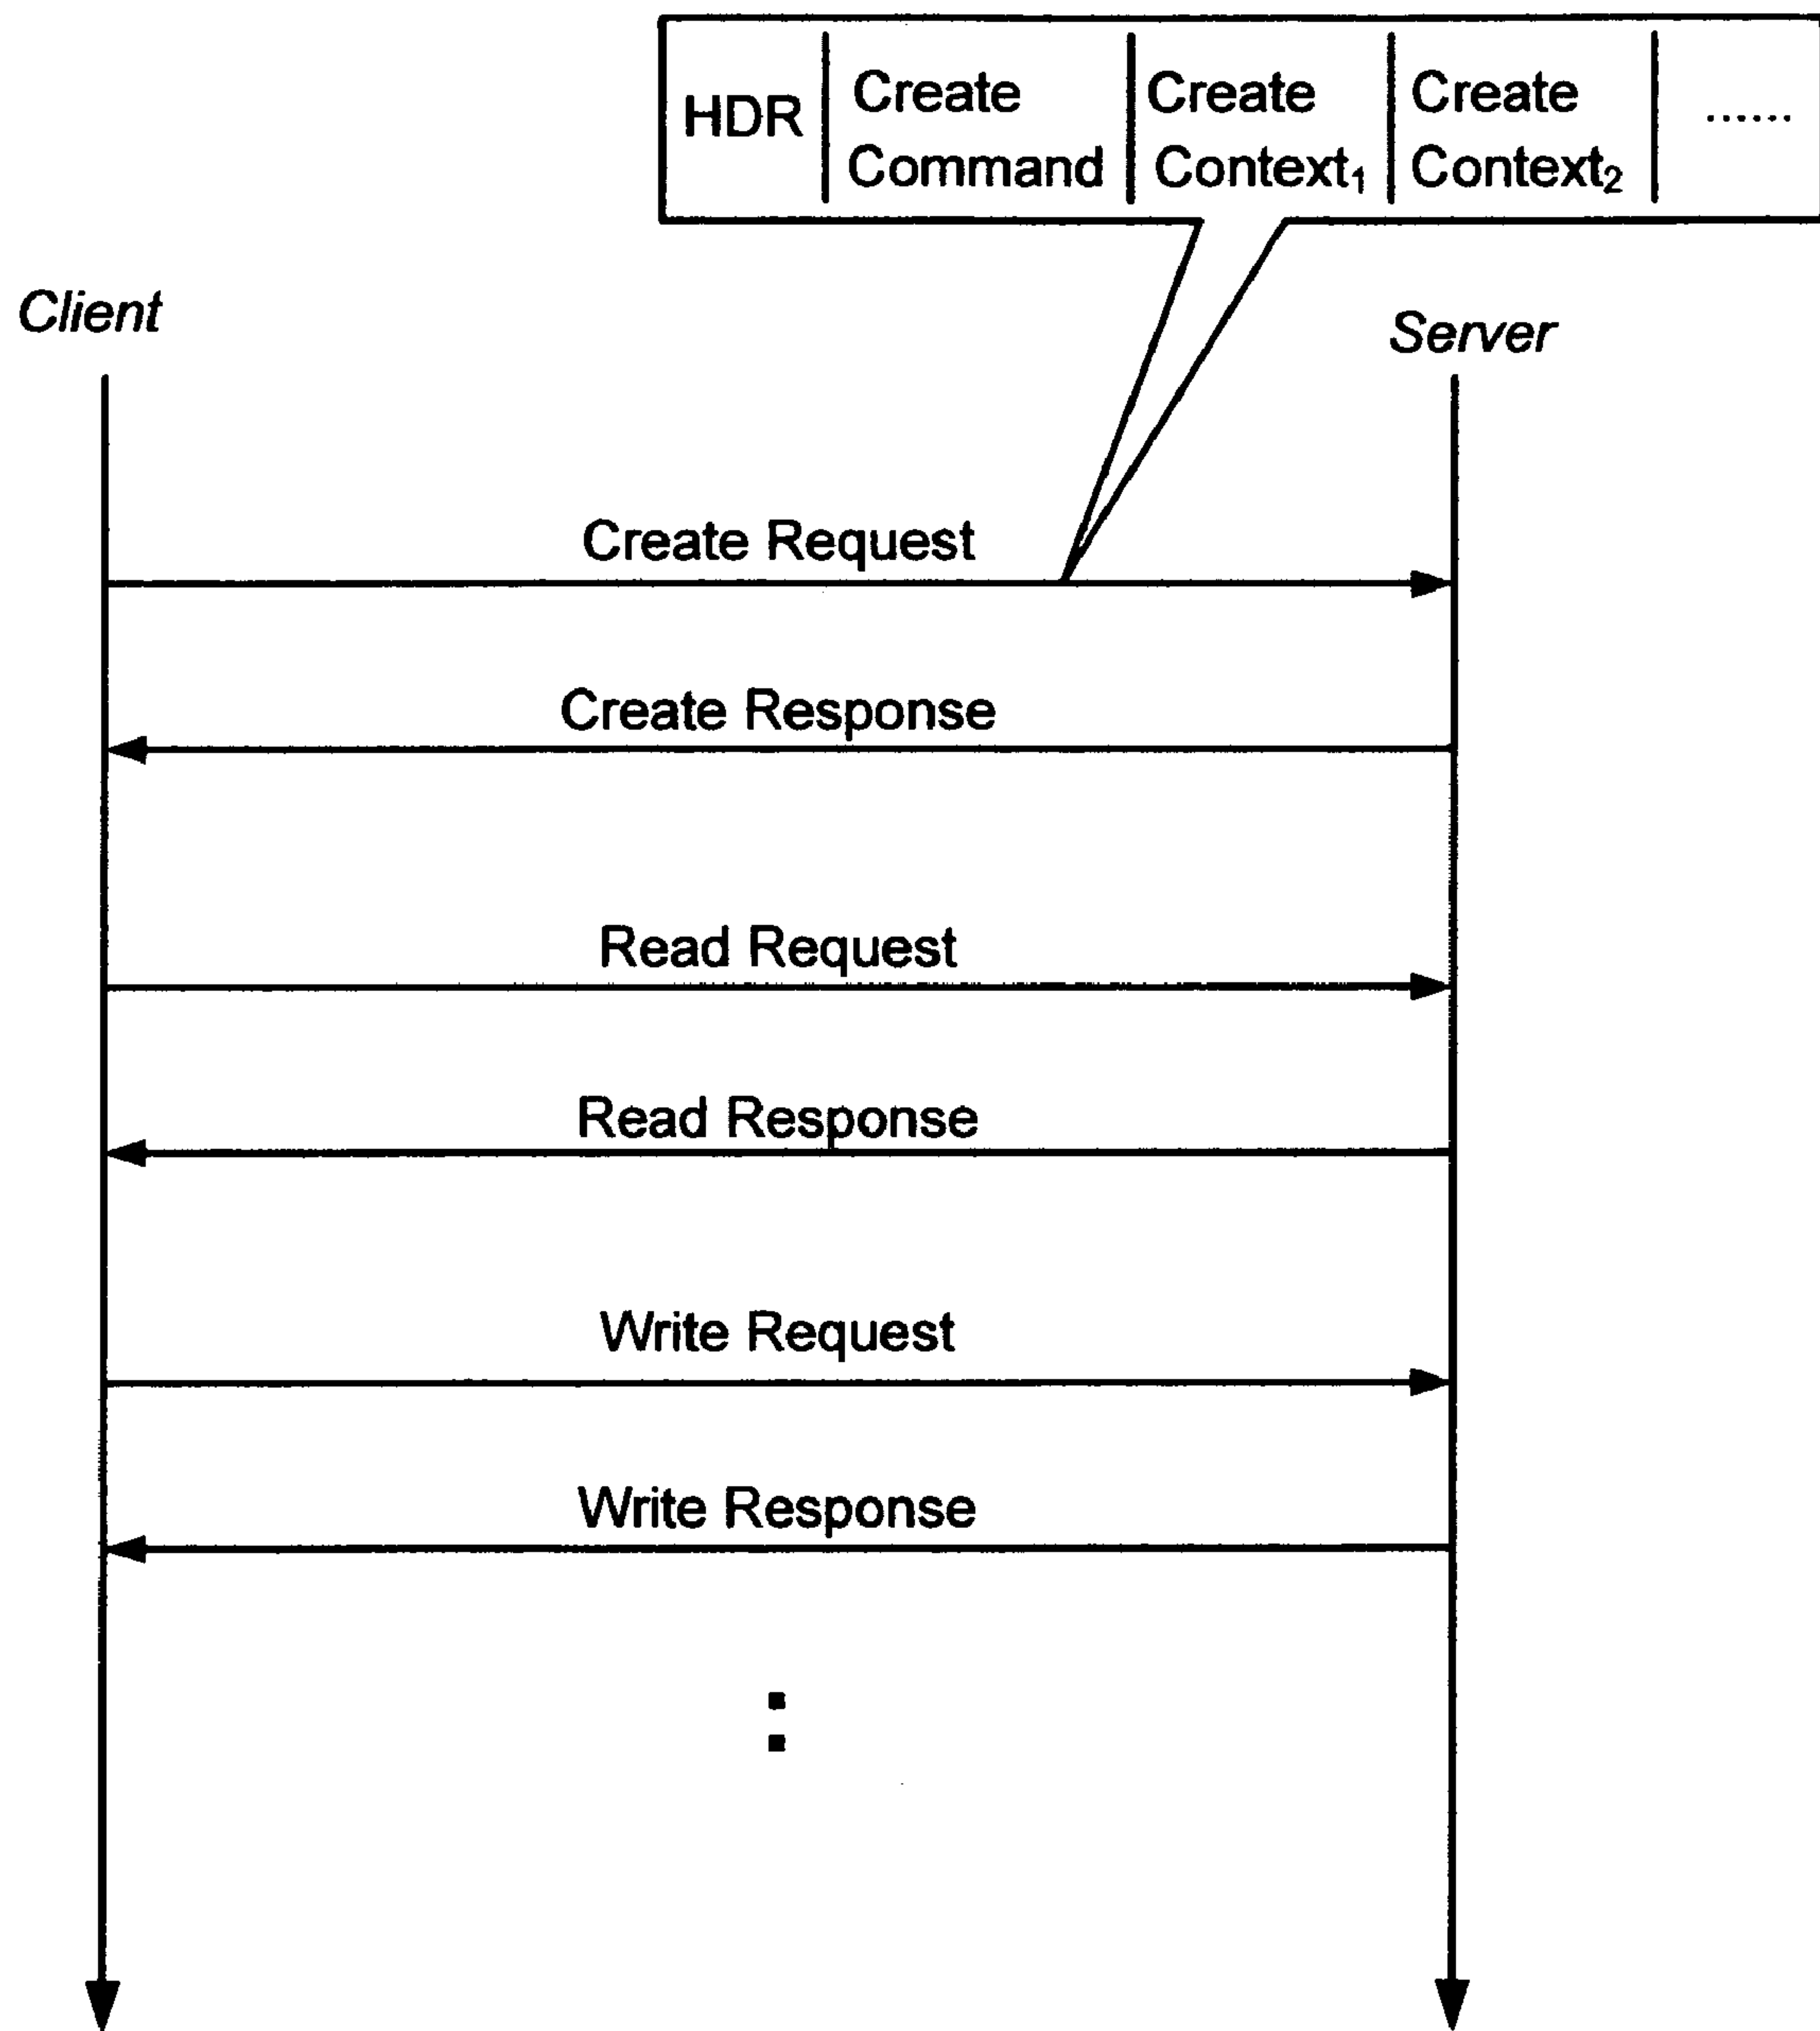 HDR
Create
Command
Create
Context₁
Create
Context₂
......
Client
Server
Create Request
Create Response
Read Request
Read Response
Write Request
Write Response